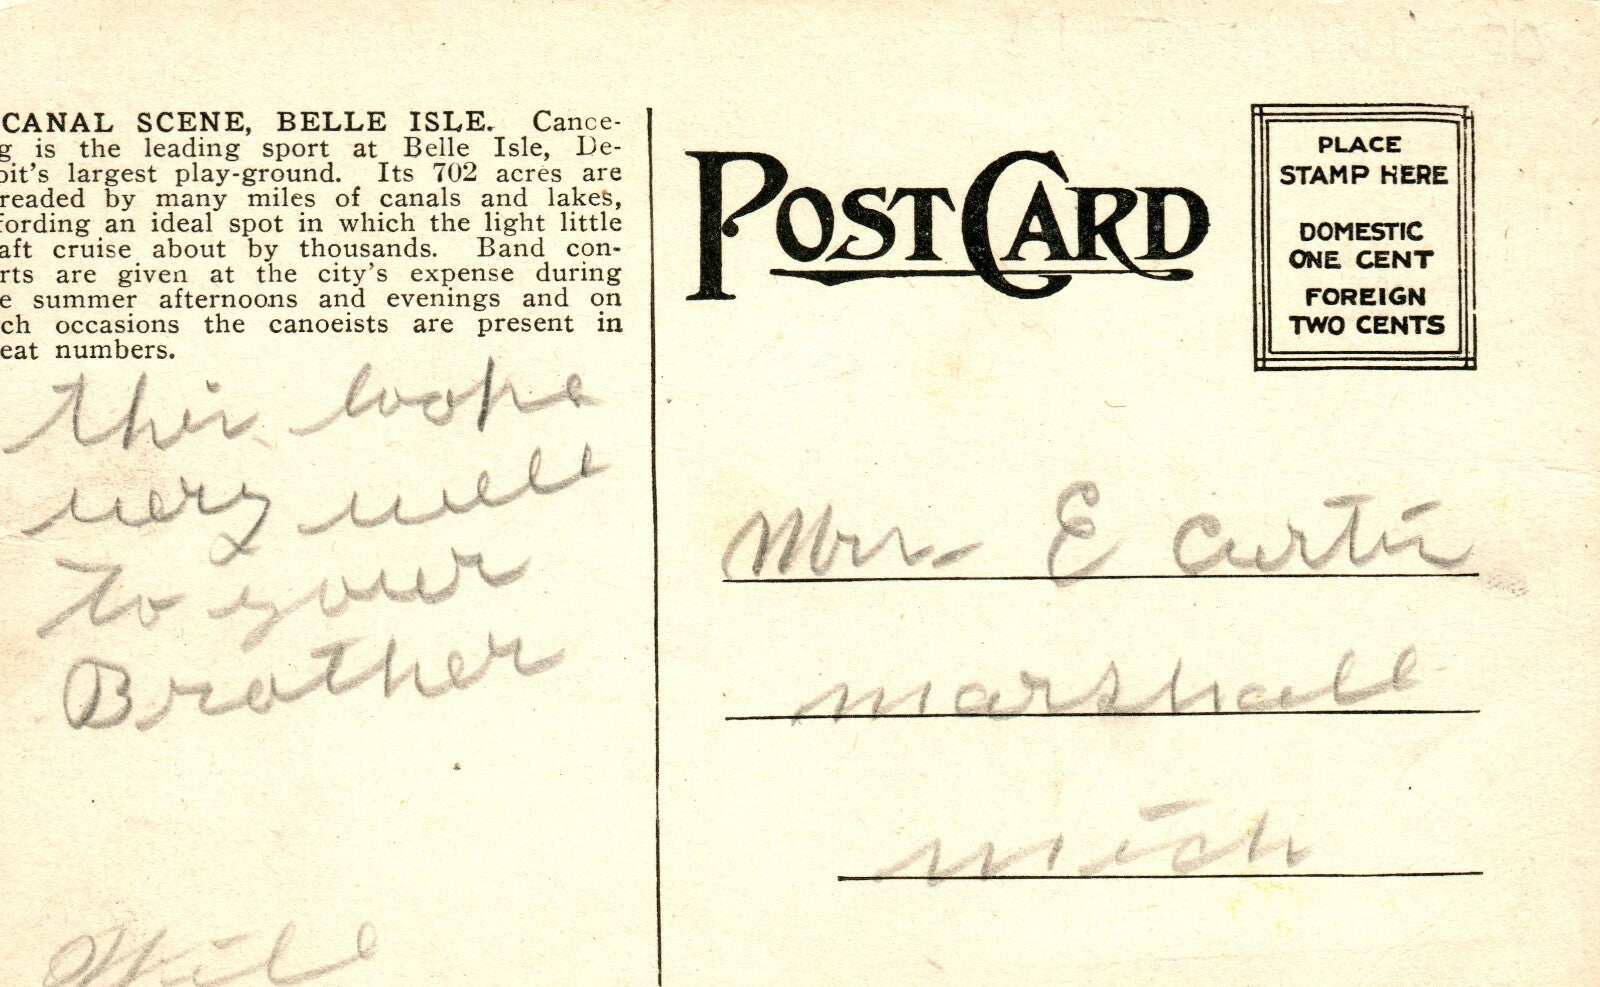 CANAL SCENE, BELLE ISLE. Canoe-
g is the leading sport at Belle Isle, De-
oit's largest play-ground. Its 702 acres are
readed by many miles of canals and lakes,
fording an ideal spot in which the light little
aft cruise about by thousands. Band con-
rts are given at the city's expense during
e summer afternoons and evenings and on
ch occasions the canoeists are present in
eat numbers.
this looks
very well
to your
Brother
Will
POST CARD
PLACE
STAMP HERE
DOMESTIC
ONE CENT
FOREIGN
TWO CENTS
Mrs E Curtis
Marshall
Mich